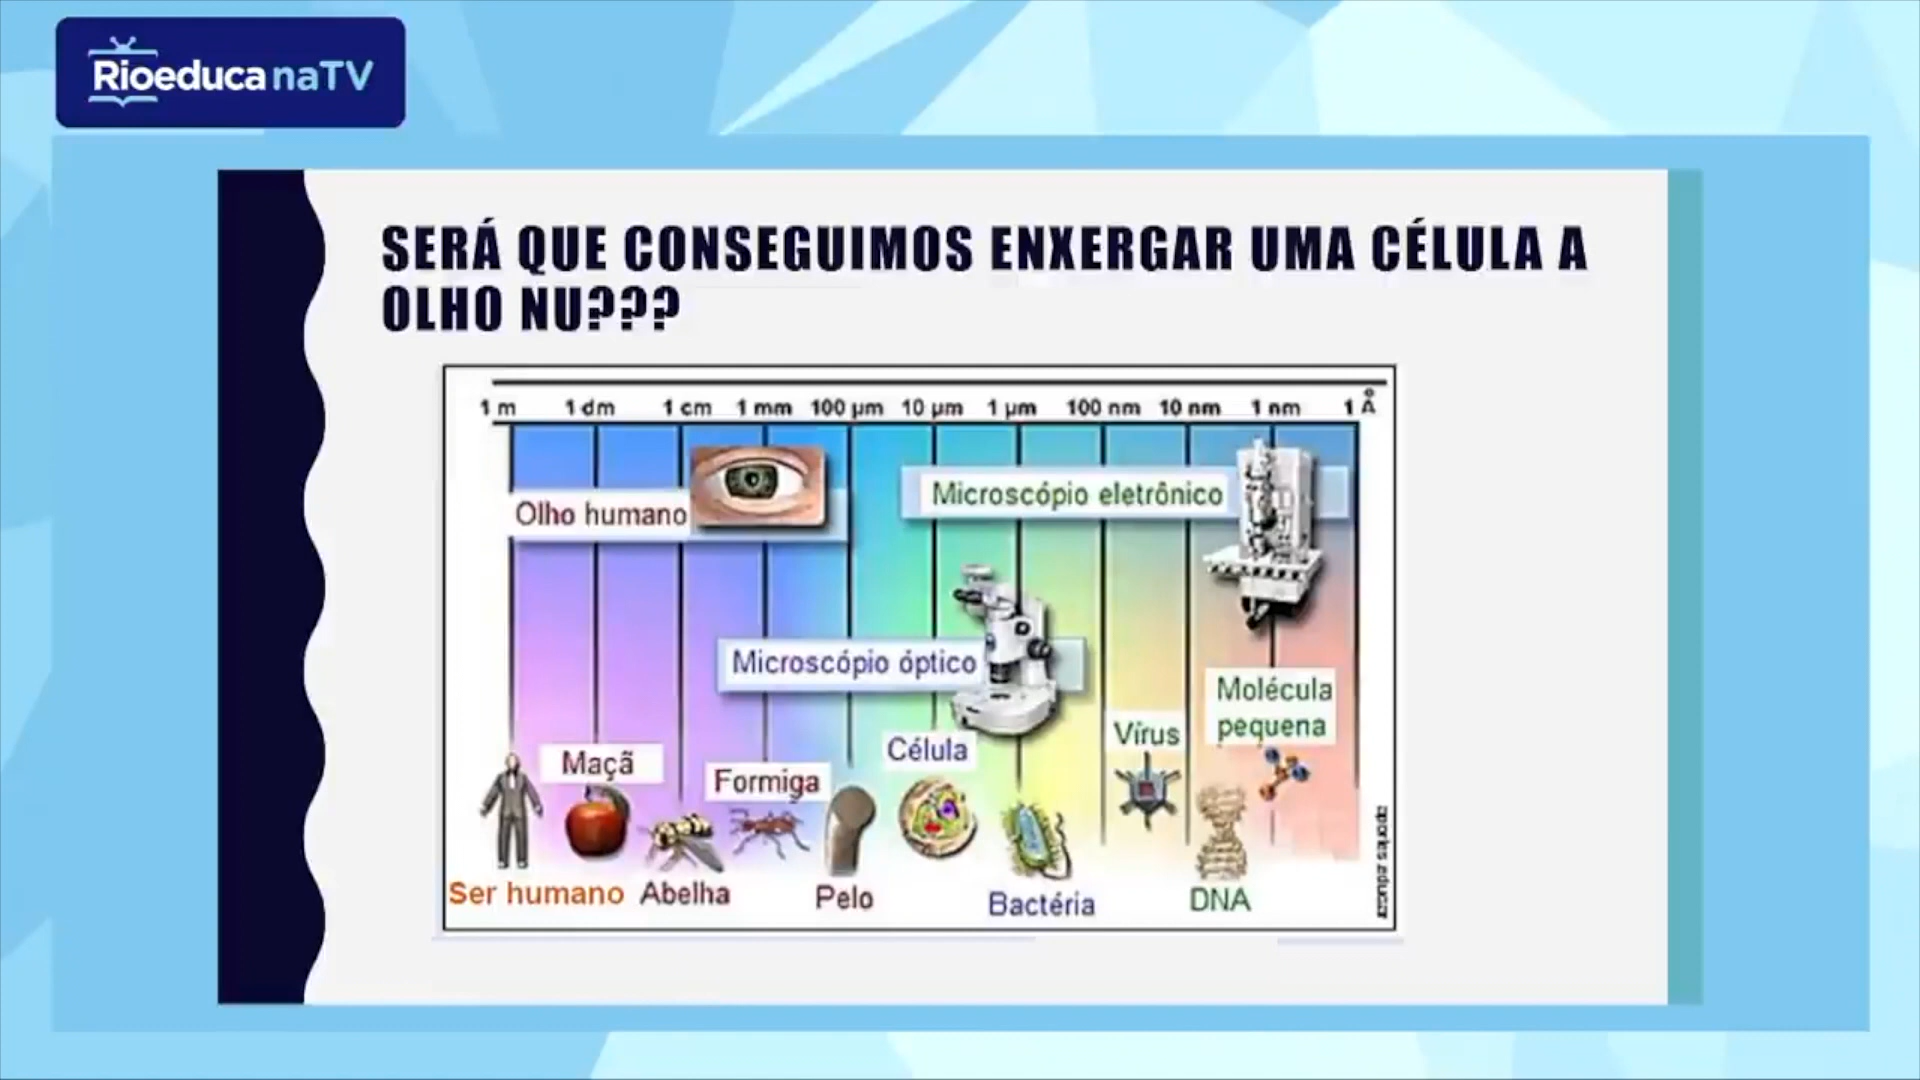 Rioeduca naTV
SERÁ QUE CONSEGUIMOS ENXERGAR UMA CÉLULA A
OLHO NU???
1 m 1 dm 1 cm 1 mm 100 µm 10 µm 1 µm 100 nm 10 nm 1 nm 1 Å
Olho humano
Microscópio eletrônico
Microscópio óptico
Molécula
pequena
Vírus
Célula
Maçã
Formiga
Ser humano Abelha Pelo Bactéria DNA